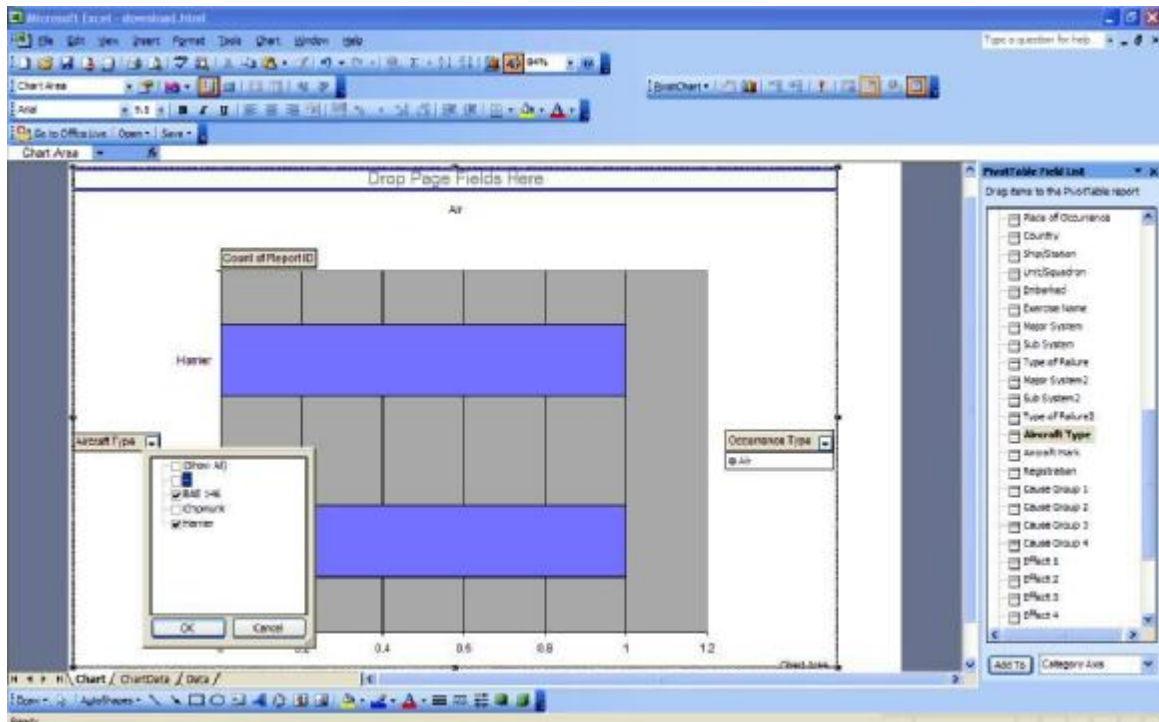 Microsoft Excel - download.html
File Edit View Insert Format Tools Chart Window Help
Type a question for help
94%
Chart Area
PivotChart
Arial
9.5
B I U
Go to Office Live Open Save
Chart Area
fx
Drop Page Fields Here
Air
Count of ReportID
Harrier
Aircraft Type
Occurrence Type
Air
(Show All)
BAE 146
Chipmunk
Harrier
OK Cancel
0.4 0.6 0.8 1 1.2
Chart Area
Chart / ChartData / Data /
Draw AutoShapes
Ready
PivotTable Field List
Drag items to the PivotTable report
Place of Occurrence
Country
Ship/Station
Unit/Squadron
Embarked
Exercise Name
Major System
Sub System
Type of Failure
Major System2
Sub System2
Type of Failure2
Aircraft Type
Aircraft Mark
Registration
Cause Group 1
Cause Group 2
Cause Group 3
Cause Group 4
Effect 1
Effect 2
Effect 3
Effect 4
Add To Category Axis